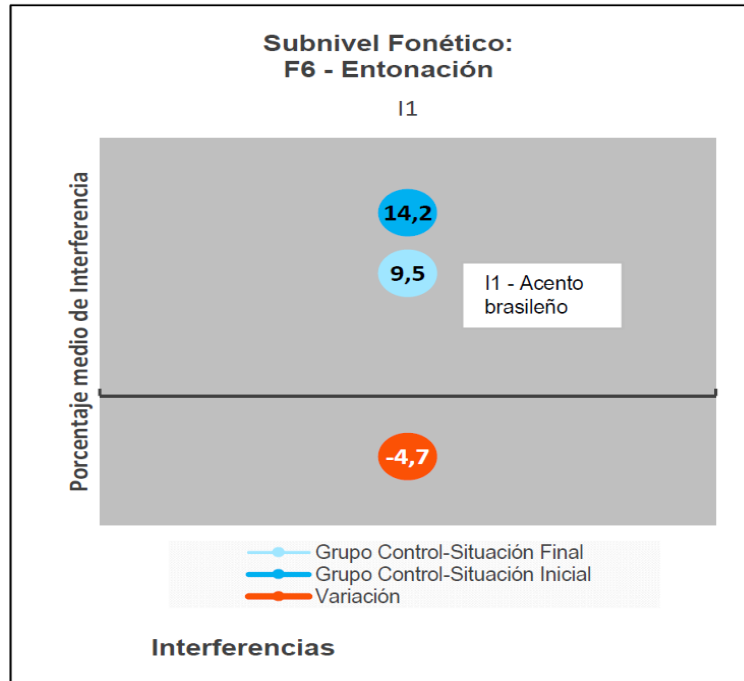 Subnivel Fonético:
F6 - Entonación
I1
Porcentaje medio de Interferencia
14,2
9,5
I1 - Acento
brasileño
-4,7
Grupo Control-Situación Final
Grupo Control-Situación Inicial
Variación
Interferencias